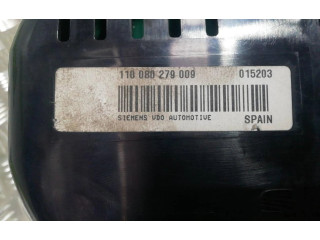 110 080 279 009 015203
SIEMENS VDO AUTOMOTIVE SPAIN